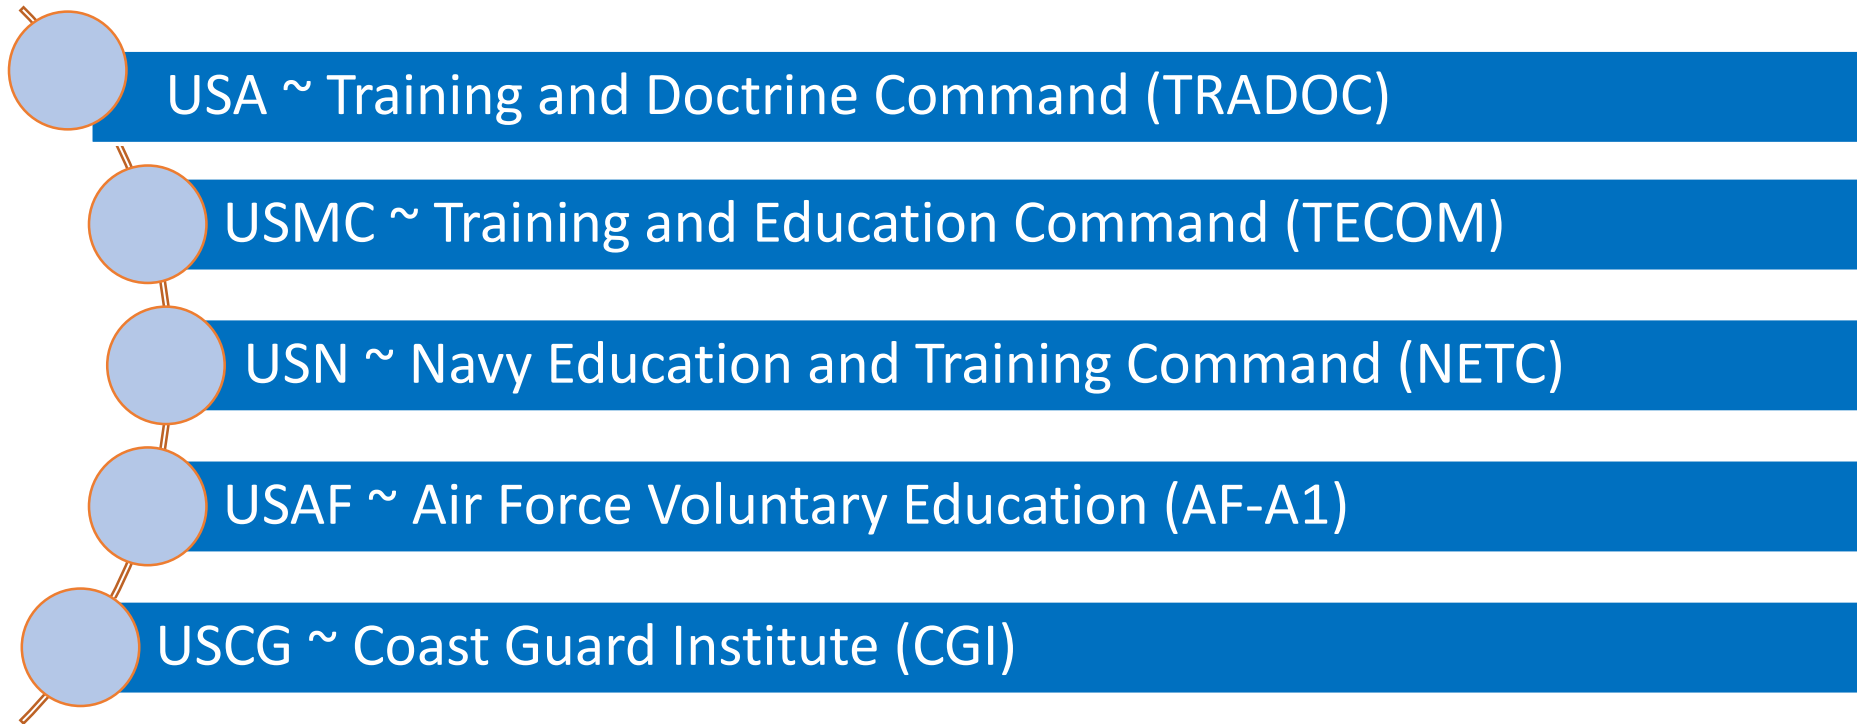 USA ~ Training and Doctrine Command (TRADOC)
USMC ~ Training and Education Command (TECOM)
USN ~ Navy Education and Training Command (NETC)
USAF ~ Air Force Voluntary Education (AF-A1)
USCG ~ Coast Guard Institute (CGI)